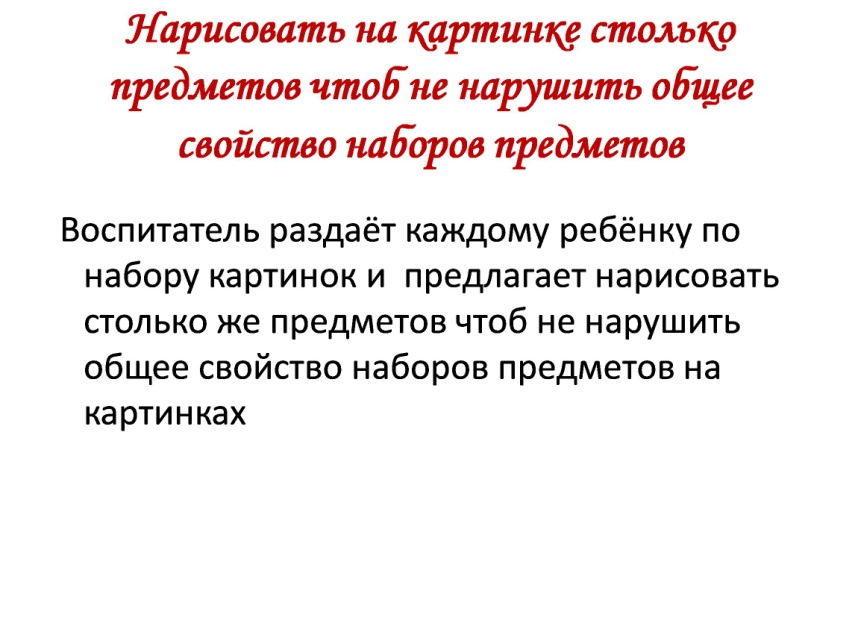 Нарисовать на картинке столько
предметов чтоб не нарушить общее
свойство наборов предметов
Воспитатель раздаёт каждому ребёнку по
набору картинок и  предлагает нарисовать
столько же предметов чтоб не нарушить
общее свойство наборов предметов на
картинках